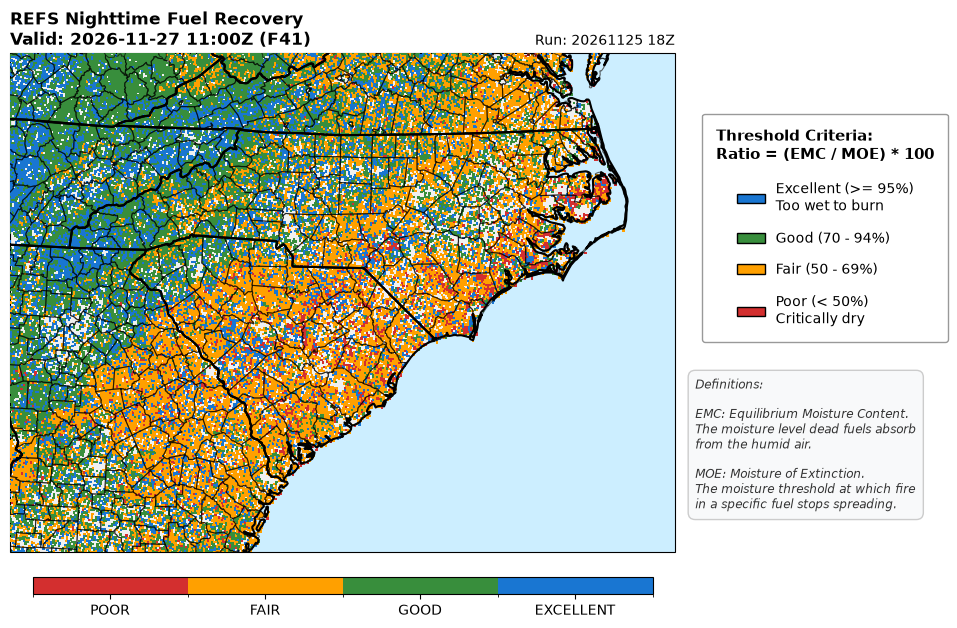 REFS Nighttime Fuel Recovery
Valid: 2026-11-27 11:00Z (F41)
Run: 20261125 18Z
Threshold Criteria:
Ratio = (EMC / MOE) * 100
Excellent (>= 95%)
Too wet to burn
Good (70 - 94%)
Fair (50 - 69%)
Poor (< 50%)
Critically dry
Definitions:
EMC: Equilibrium Moisture Content.
The moisture level dead fuels absorb
from the humid air.
MOE: Moisture of Extinction.
The moisture threshold at which fire
in a specific fuel stops spreading.
POOR FAIR GOOD EXCELLENT